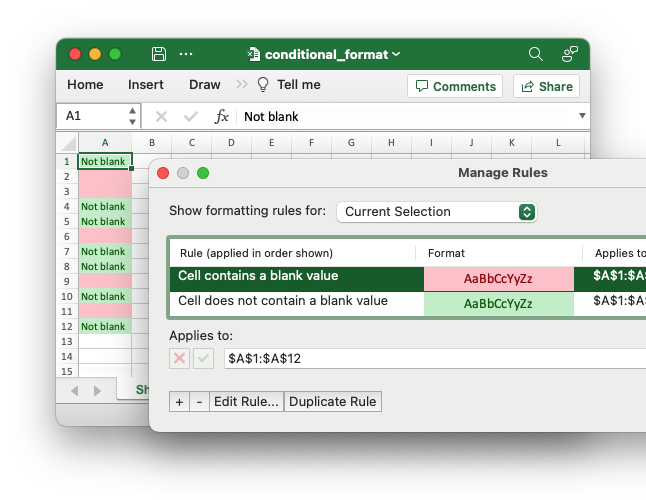 conditional_format
Home Insert Draw Tell me Comments Share
A1 fx Not blank
A B C D E F G H I J K L
1 Not blank
2
3
4 Not blank
5 Not blank
6
7 Not blank
8 Not blank
9
10 Not blank
11
12 Not blank
13
14
15
Sh
Manage Rules
Show formatting rules for: Current Selection
Rule (applied in order shown) Format Applies to
Cell contains a blank value AaBbCcYyZz $A$1:$A
Cell does not contain a blank value AaBbCcYyZz $A$1:$A
Applies to:
$A$1:$A$12
+ - Edit Rule... Duplicate Rule